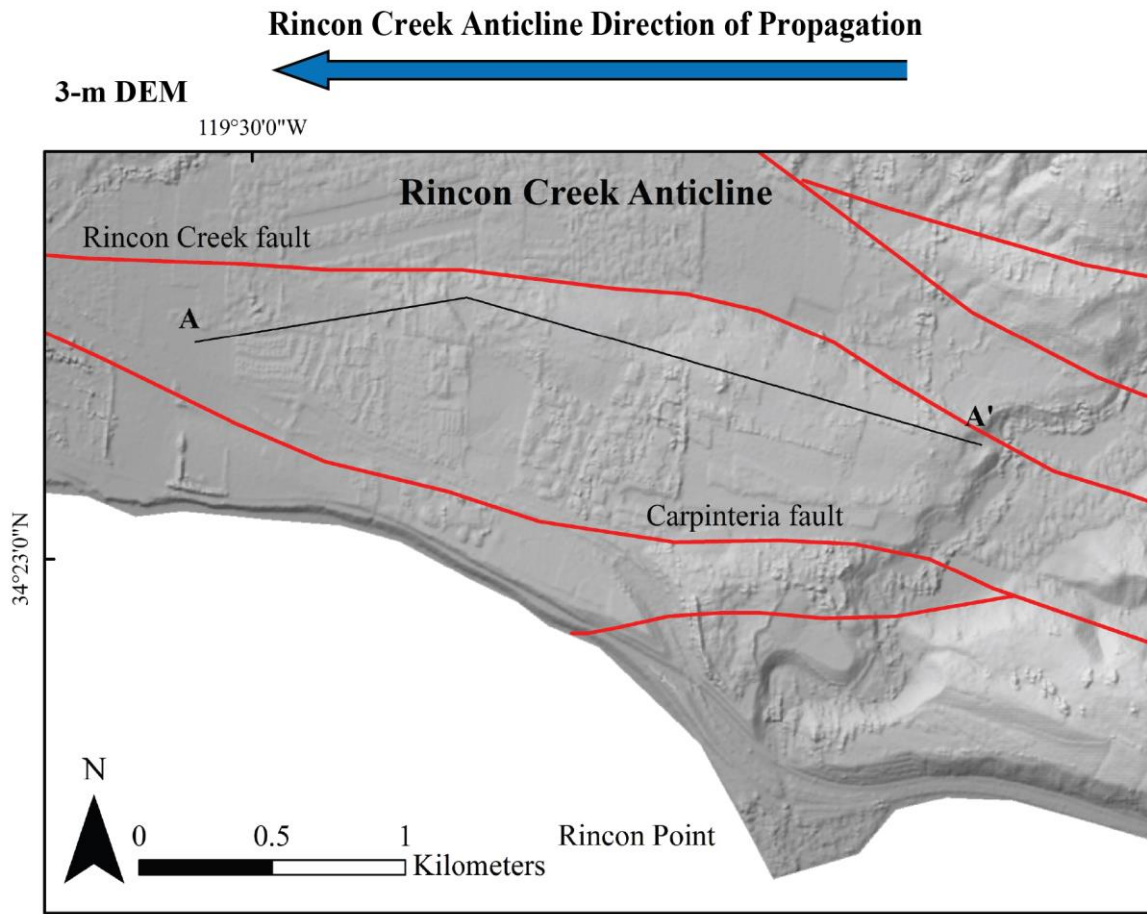 Rincon Creek Anticline Direction of Propagation
3-m DEM
119°30'0"W
Rincon Creek Anticline
Rincon Creek fault
A
A'
Carpinteria fault
34°23'0"N
N
0 0.5 1
Kilometers
Rincon Point